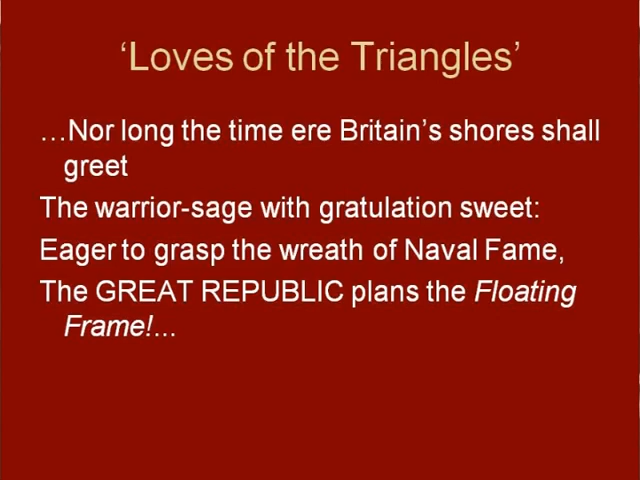 ‘Loves of the Triangles’
…Nor long the time ere Britain’s shores shall
greet
The warrior-sage with gratulation sweet:
Eager to grasp the wreath of Naval Fame,
The GREAT REPUBLIC plans the Floating
Frame!...